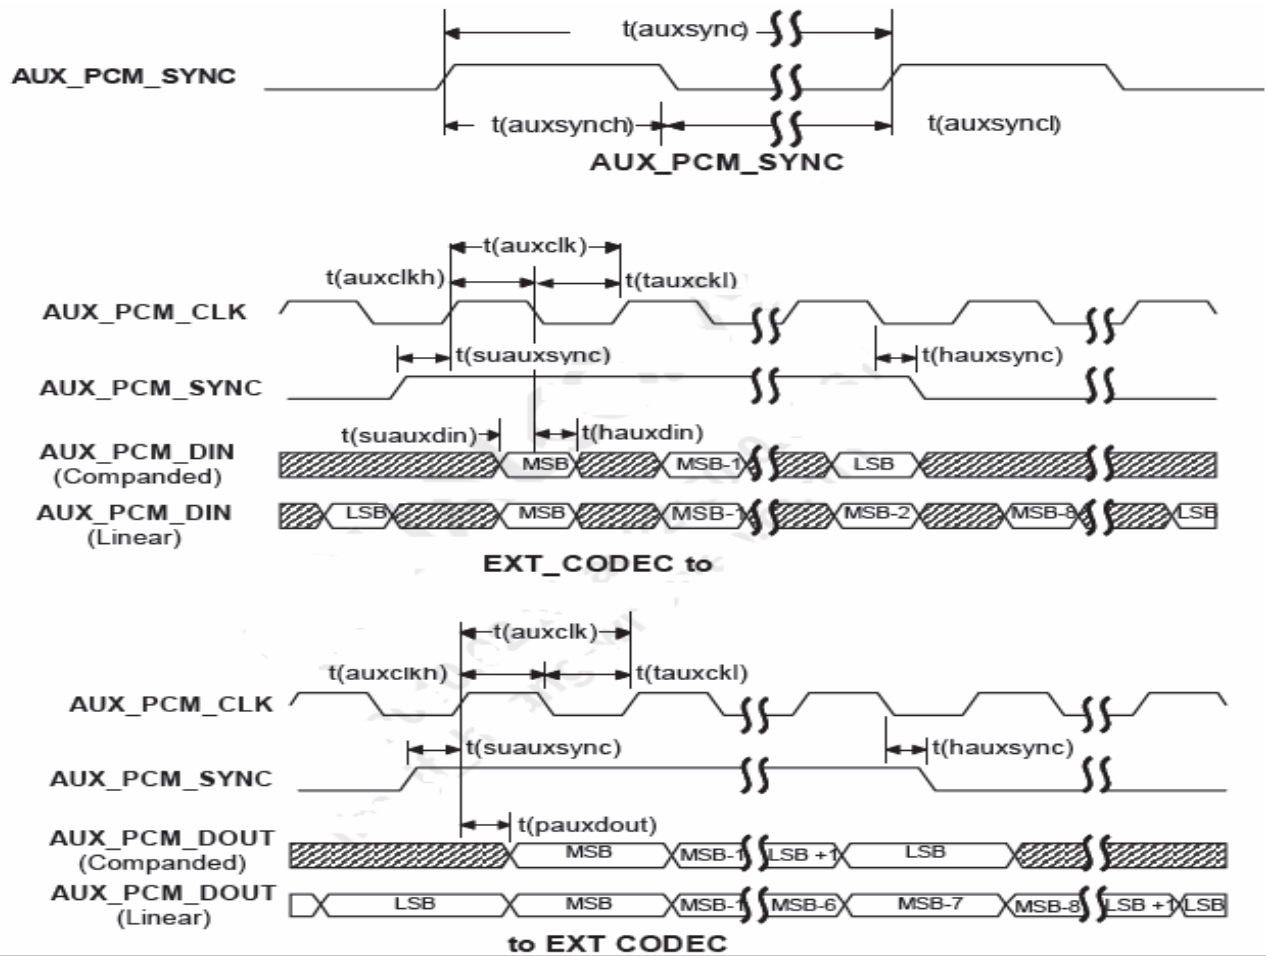 t(auxsync)
AUX_PCM_SYNC
t(auxsynch)
t(auxsyncl)
AUX_PCM_SYNC
t(auxclk)
t(auxclkh)
t(tauxckl)
AUX_PCM_CLK
t(suauxsync)
t(hauxsync)
AUX_PCM_SYNC
t(suauxdin)
t(hauxdin)
AUX_PCM_DIN
(Companded)
MSB
MSB-1
LSB
AUX_PCM_DIN
(Linear)
LSB
MSB
MSB-1
MSB-2
MSB-8
LSB
EXT_CODEC to
t(auxclk)
t(auxclkh)
t(tauxckl)
AUX_PCM_CLK
t(suauxsync)
t(hauxsync)
AUX_PCM_SYNC
t(pauxdout)
AUX_PCM_DOUT
(Companded)
MSB
MSB-1
LSB +1
LSB
AUX_PCM_DOUT
(Linear)
LSB
MSB
MSB-1
MSB-6
MSB-7
MSB-8
LSB +1
LSB
to EXT CODEC